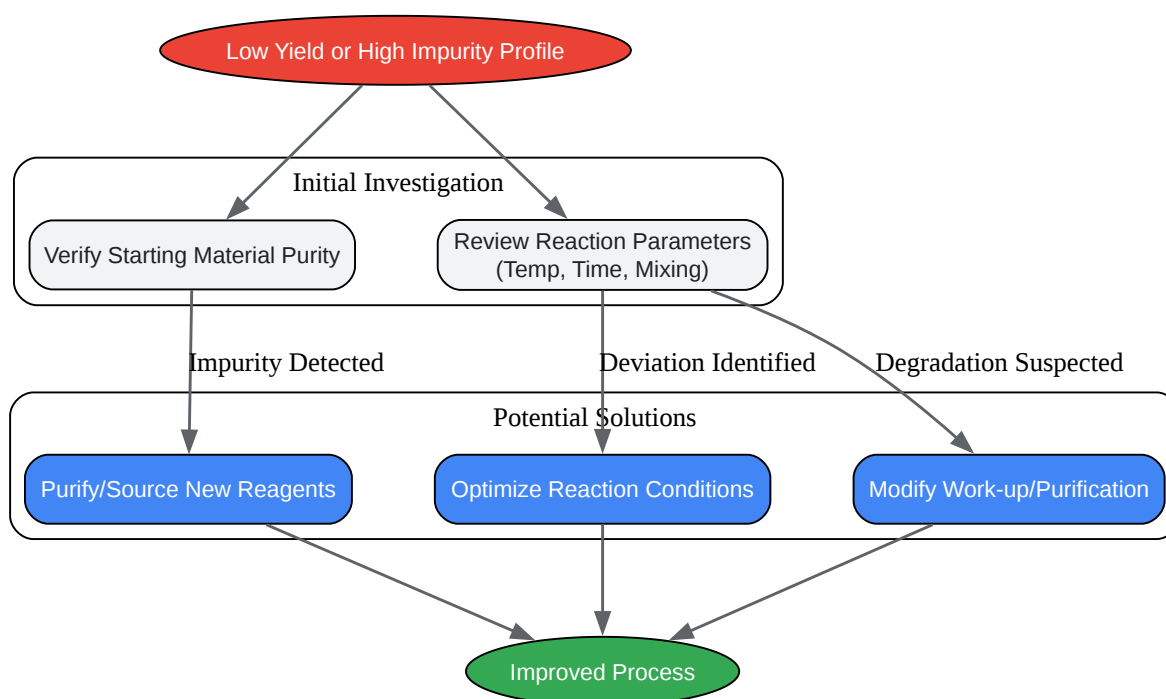 Low Yield or High Impurity Profile
Initial Investigation
Verify Starting Material Purity
Review Reaction Parameters
(Temp, Time, Mixing)
Impurity Detected
Deviation Identified
Degradation Suspected
Potential Solutions
Purify/Source New Reagents
Optimize Reaction Conditions
Modify Work-up/Purification
Improved Process